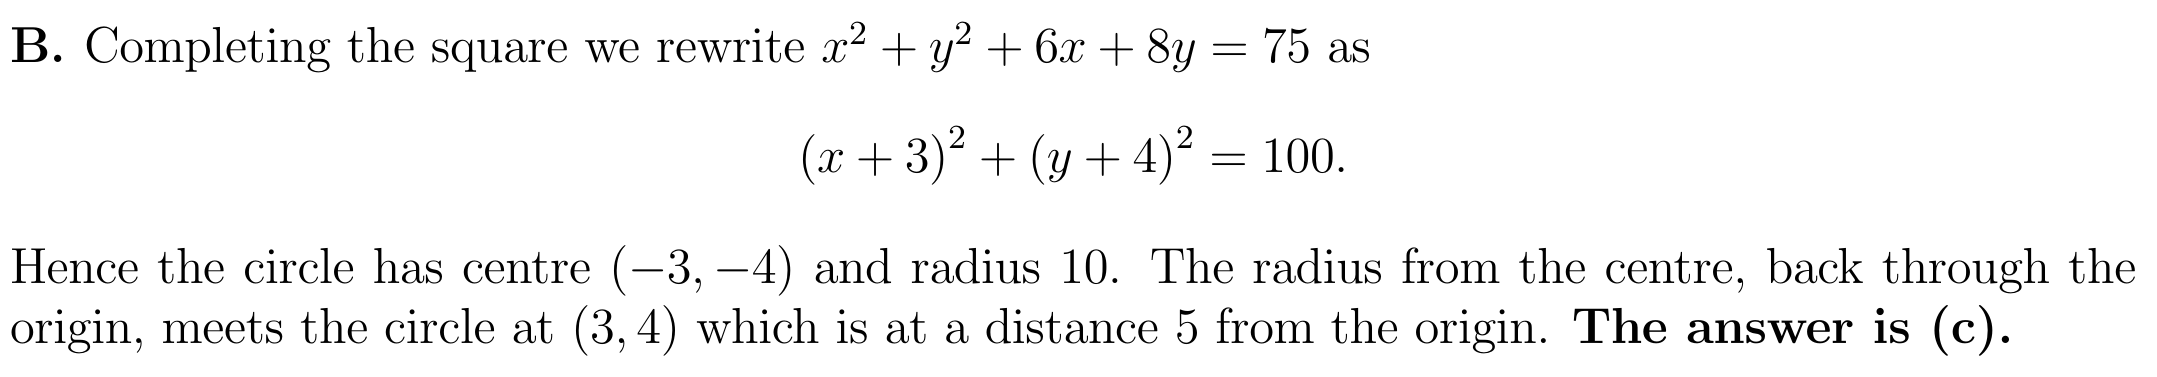 B. Completing the square we rewrite x² + y² + 6x + 8y = 75 as
(x + 3)² + (y + 4)² = 100.
Hence the circle has centre (−3, −4) and radius 10. The radius from the centre, back through the
origin, meets the circle at (3, 4) which is at a distance 5 from the origin. The answer is (c).